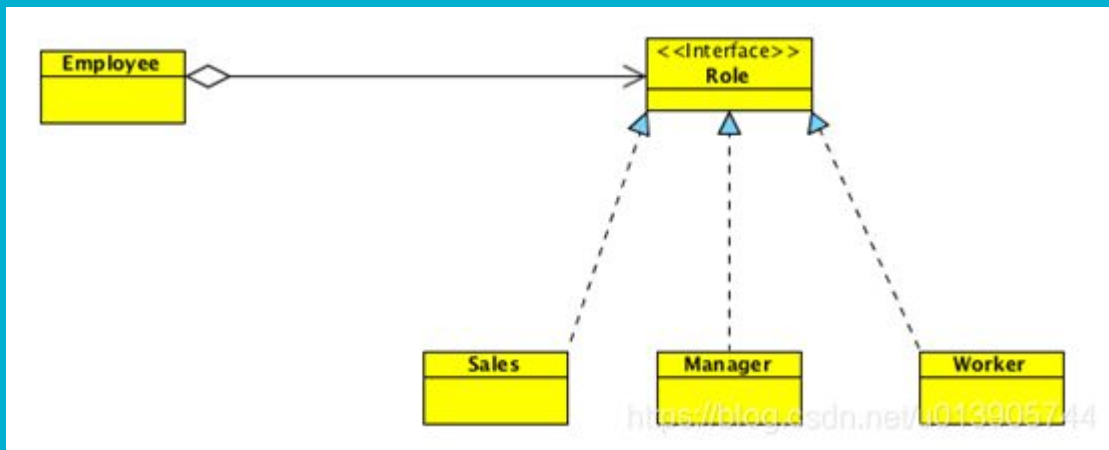 Employee
<<Interface>>
Role
Sales
Manager
Worker
https://blog.csdn.net/u013905744